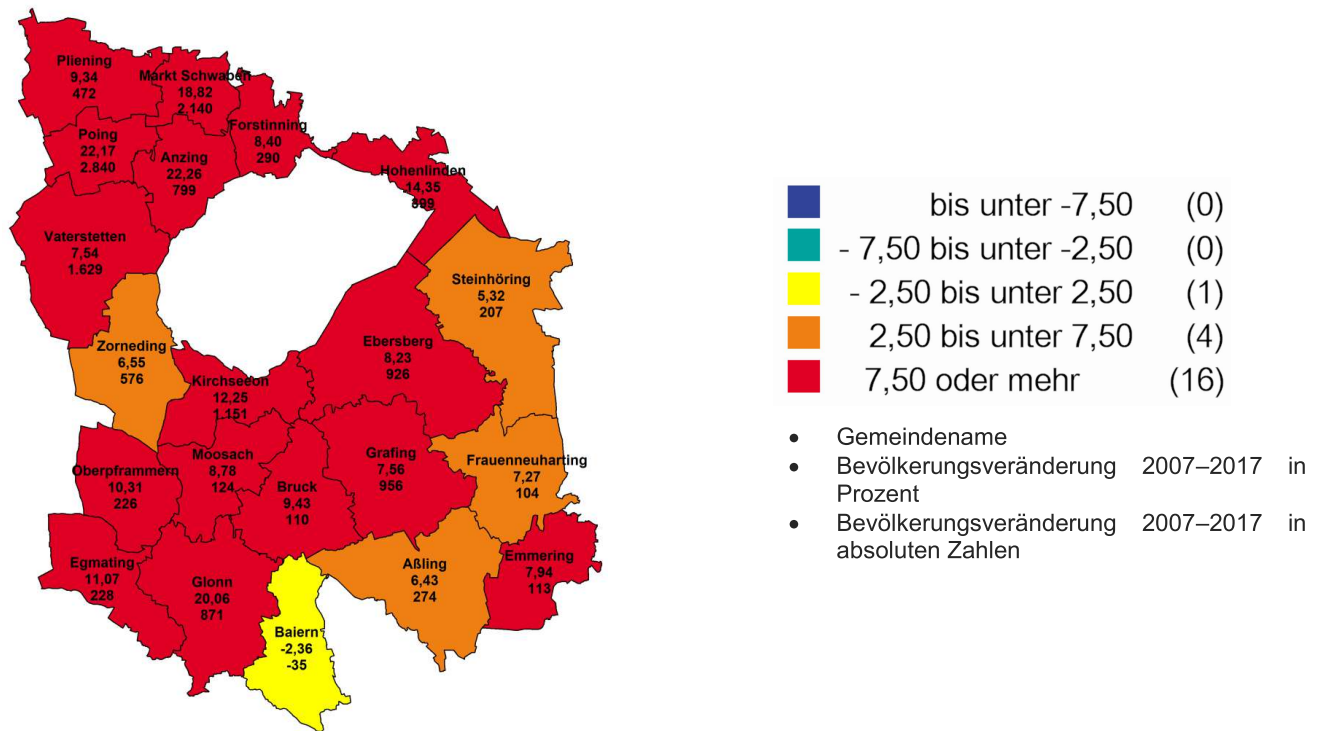 Pliening
9,34
472
Markt Schwaben
18,82
2.140
Forstinning
8,40
290
Poing
22,17
2.840
Anzing
22,26
799
Hohenlinden
14,35
399
Vaterstetten
7,54
1.629
Steinhöring
5,32
207
Zorneding
6,55
576
Ebersberg
8,23
926
Kirchseeon
12,25
1.151
Moosach
8,78
124
Grafing
7,56
956
Frauenneuharting
7,27
104
Oberpframmern
10,31
226
Bruck
9,43
110
Egmating
11,07
228
Glonn
20,06
871
Aßling
6,43
274
Emmering
7,94
113
Baiern
-2,36
-35
bis unter -7,50 (0)
- 7,50 bis unter -2,50 (0)
- 2,50 bis unter 2,50 (1)
2,50 bis unter 7,50 (4)
7,50 oder mehr (16)
• Gemeindename
• Bevölkerungsveränderung 2007–2017 in
Prozent
• Bevölkerungsveränderung 2007–2017 in
absoluten Zahlen